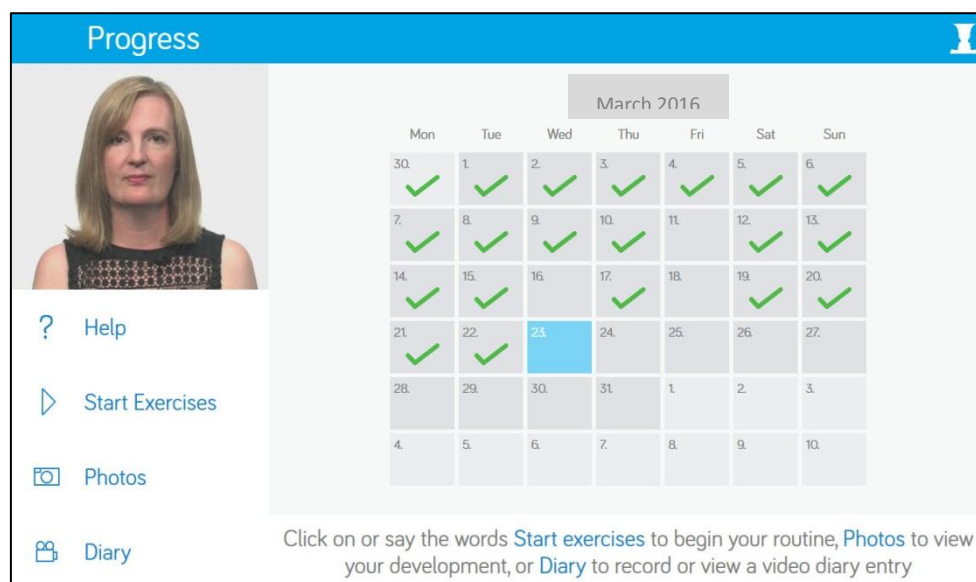 Progress
March 2016
Mon Tue Wed Thu Fri Sat Sun
30. 1. 2. 3. 4. 5. 6.
7. 8. 9. 10. 11. 12. 13.
14. 15. 16. 17. 18. 19. 20.
21. 22. 23. 24. 25. 26. 27.
28. 29. 30. 31. 1. 2. 3.
4. 5. 6. 7. 8. 9. 10.
? Help
Start Exercises
Photos
Diary
Click on or say the words Start exercises to begin your routine, Photos to view
your development, or Diary to record or view a video diary entry